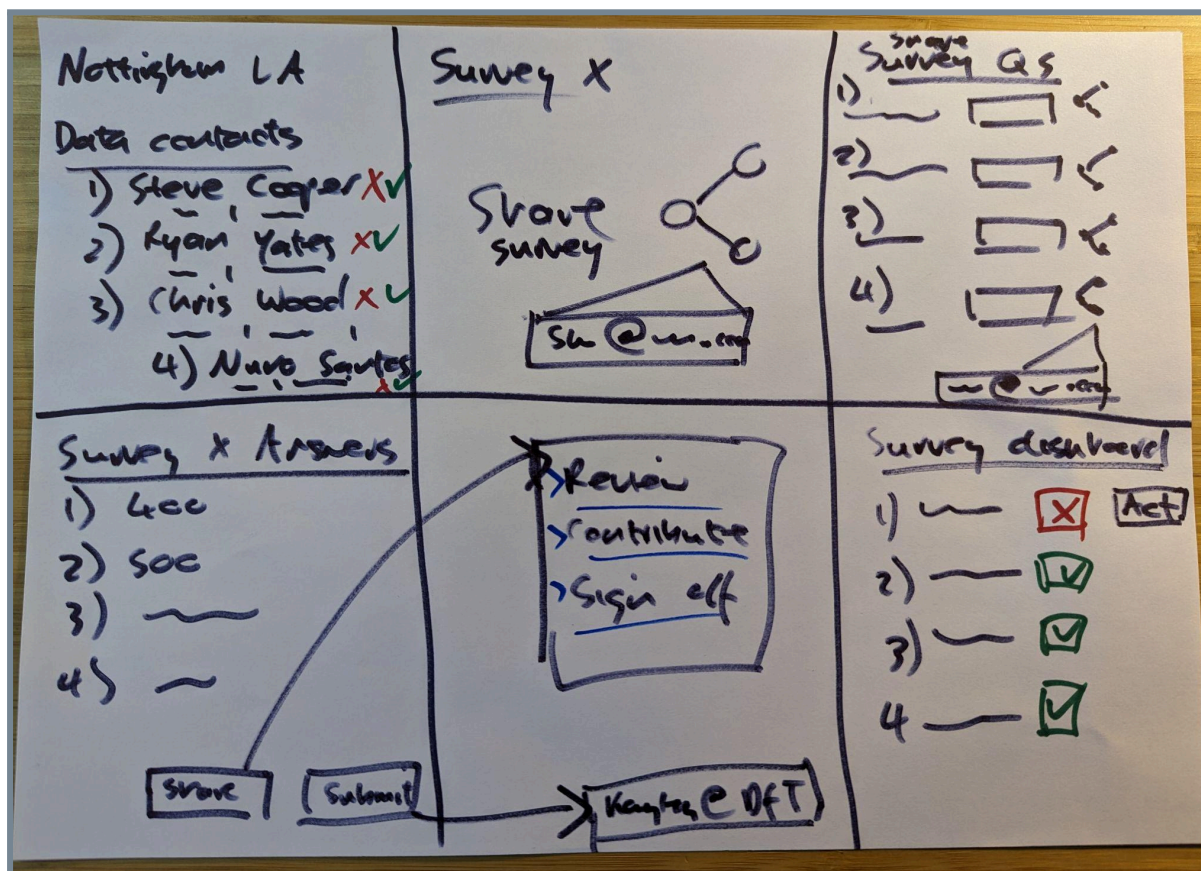 Nottingham LA
Data contacts
1) Steve Cooper
2) Ryan Yates
3) Chris Wood
4) Nuno Santos
Survey X
Share
survey
@
share
Survey Qs
1)
2)
3)
4)
@
Survey X Answers
1) 400
2) 500
3)
4)
Share
Submit
Review
Contribute
Sign off
@ DfT
Survey dashboard
1)
Act
2)
3)
4